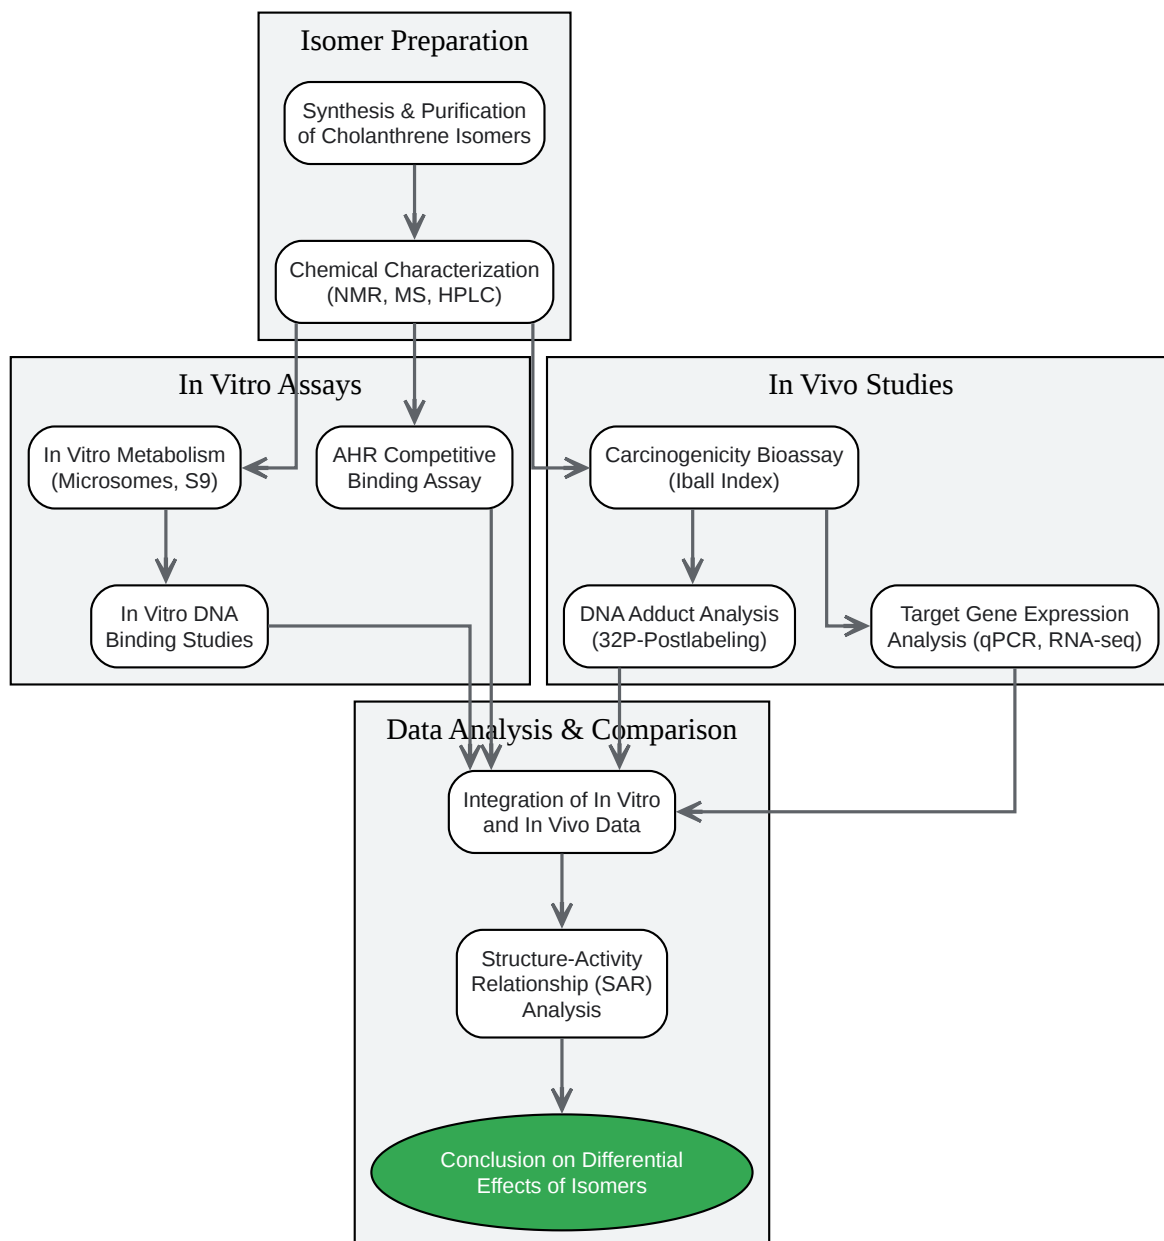 Isomer Preparation
Synthesis & Purification
of Cholanthrene Isomers
Chemical Characterization
(NMR, MS, HPLC)
In Vitro Assays
In Vitro Metabolism
(Microsomes, S9)
AHR Competitive
Binding Assay
In Vitro DNA
Binding Studies
In Vivo Studies
Carcinogenicity Bioassay
(Iball Index)
DNA Adduct Analysis
(32P-Postlabeling)
Target Gene Expression
Analysis (qPCR, RNA-seq)
Data Analysis & Comparison
Integration of In Vitro
and In Vivo Data
Structure-Activity
Relationship (SAR)
Analysis
Conclusion on Differential
Effects of Isomers